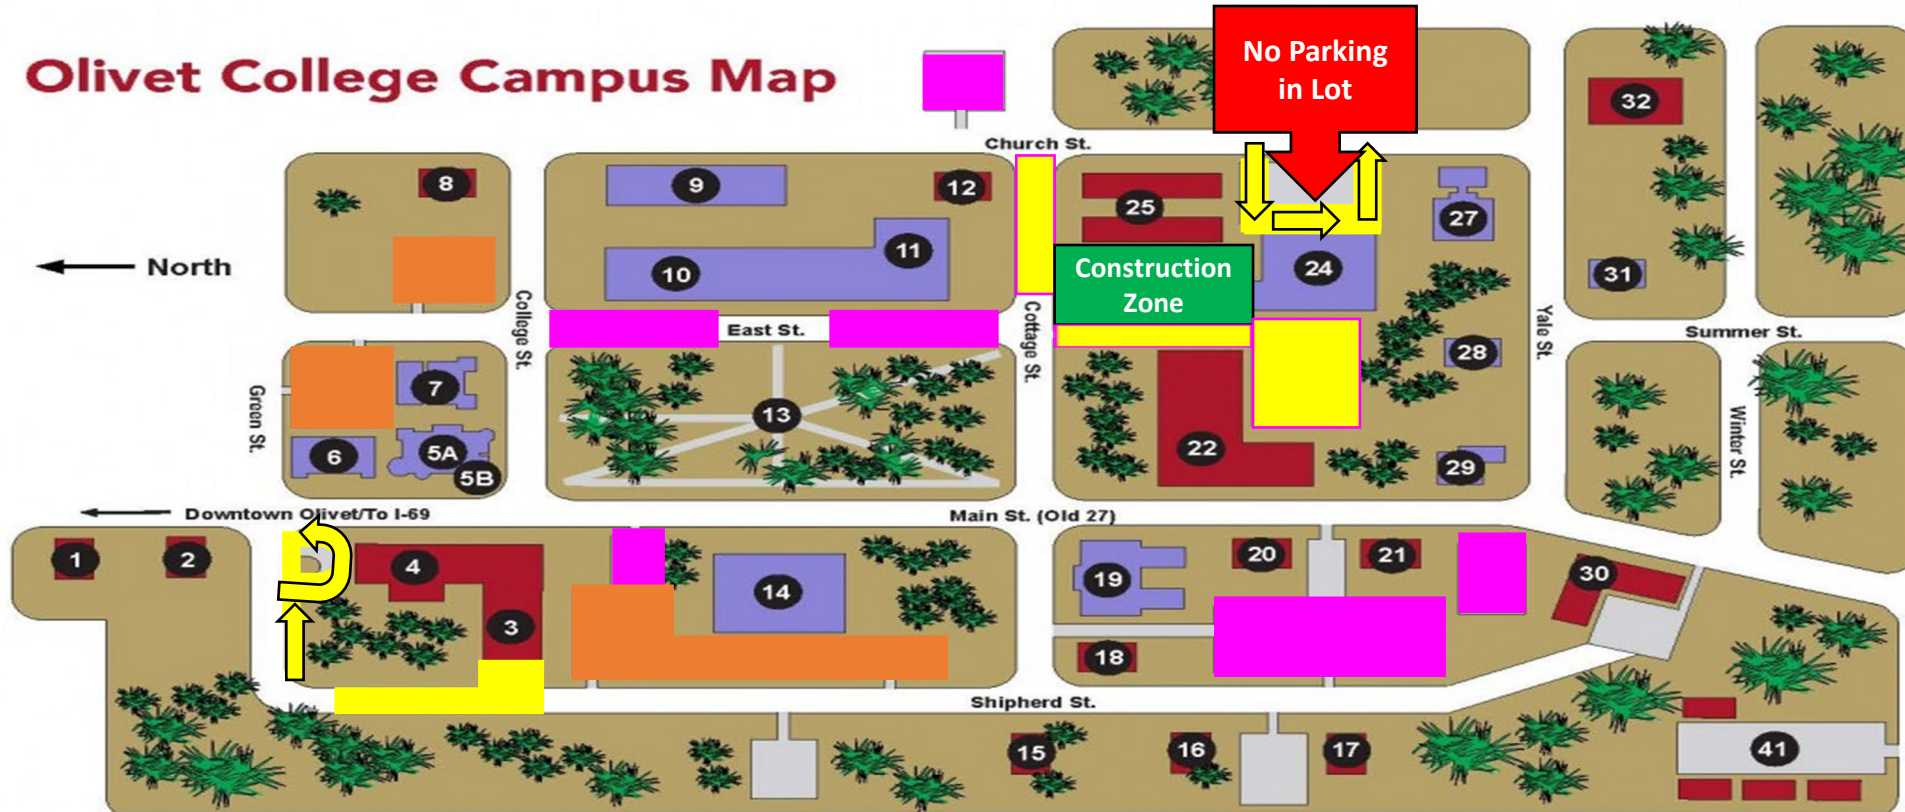 Olivet College Campus Map
No Parking
in Lot
Church St.
North
8
9
12
25
27
32
11
10
24
31
Construction
Zone
College St.
East St.
Cottage St.
Yale St.
Summer St.
Green St.
7
6
5A
5B
13
22
28
29
Winter St.
Downtown Olivet/To I-69
Main St. (Old 27)
1
2
4
3
14
19
20
21
30
18
Shipherd St.
15
16
17
41